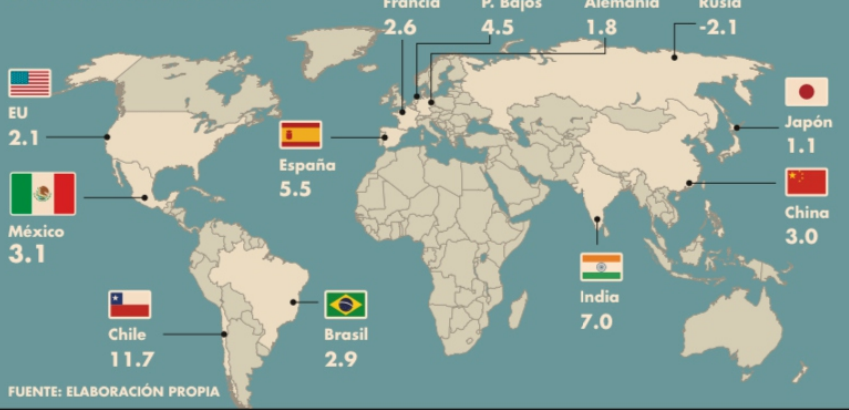 Francia
2.6
P. Bajos
4.5
Alemania
1.8
Rusia
-2.1
EU
2.1
México
3.1
España
5.5
Japón
1.1
China
3.0
India
7.0
Chile
11.7
Brasil
2.9
FUENTE: ELABORACIÓN PROPIA